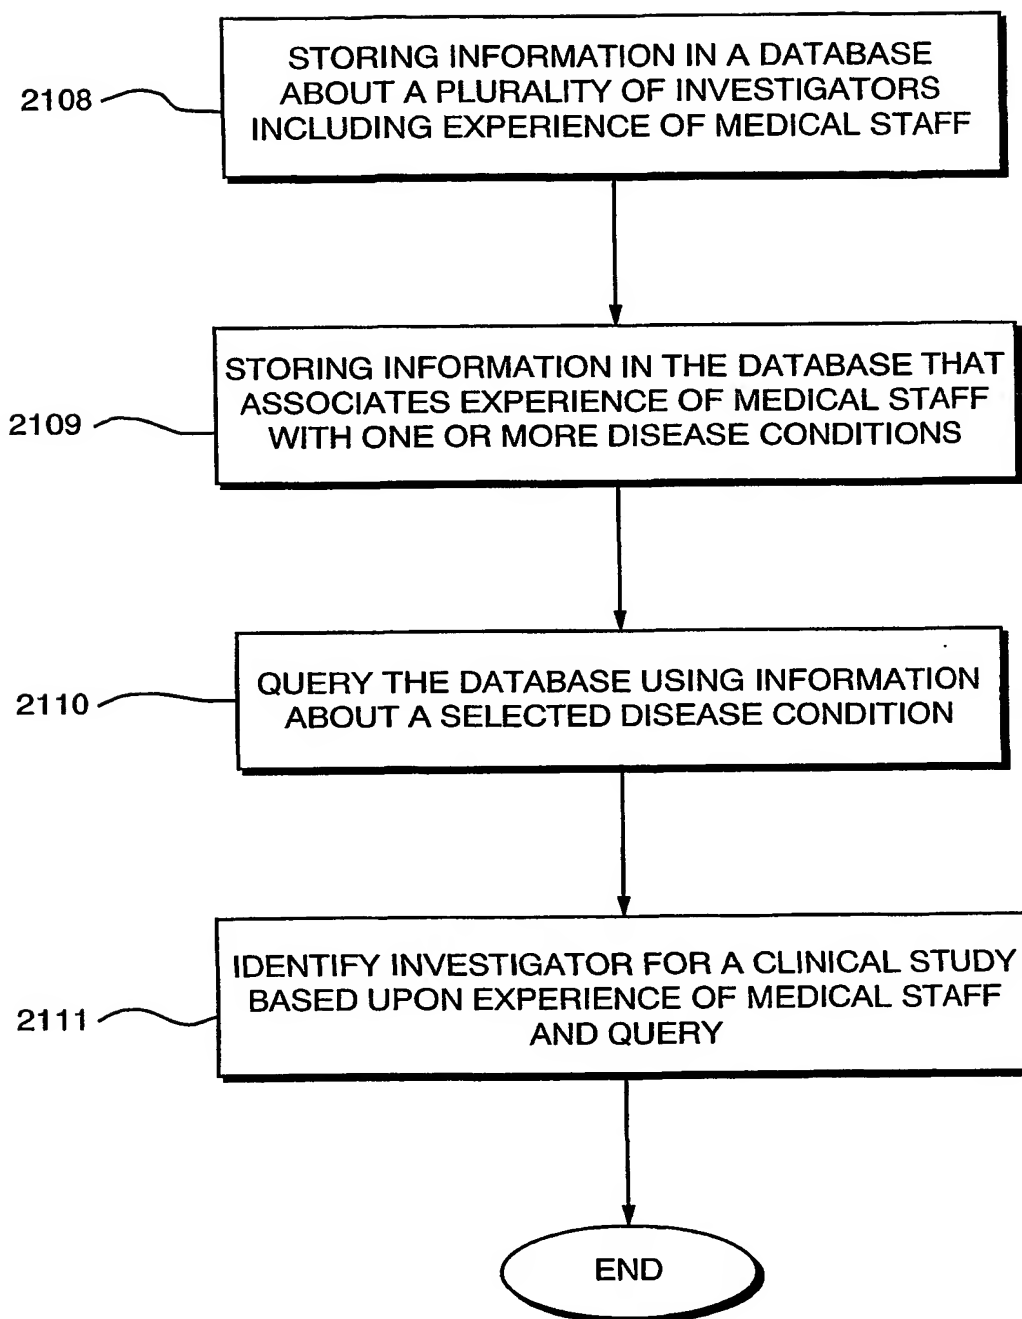 2108
STORING INFORMATION IN A DATABASE
ABOUT A PLURALITY OF INVESTIGATORS
INCLUDING EXPERIENCE OF MEDICAL STAFF
2109
STORING INFORMATION IN THE DATABASE THAT
ASSOCIATES EXPERIENCE OF MEDICAL STAFF
WITH ONE OR MORE DISEASE CONDITIONS
2110
QUERY THE DATABASE USING INFORMATION
ABOUT A SELECTED DISEASE CONDITION
2111
IDENTIFY INVESTIGATOR FOR A CLINICAL STUDY
BASED UPON EXPERIENCE OF MEDICAL STAFF
AND QUERY
END